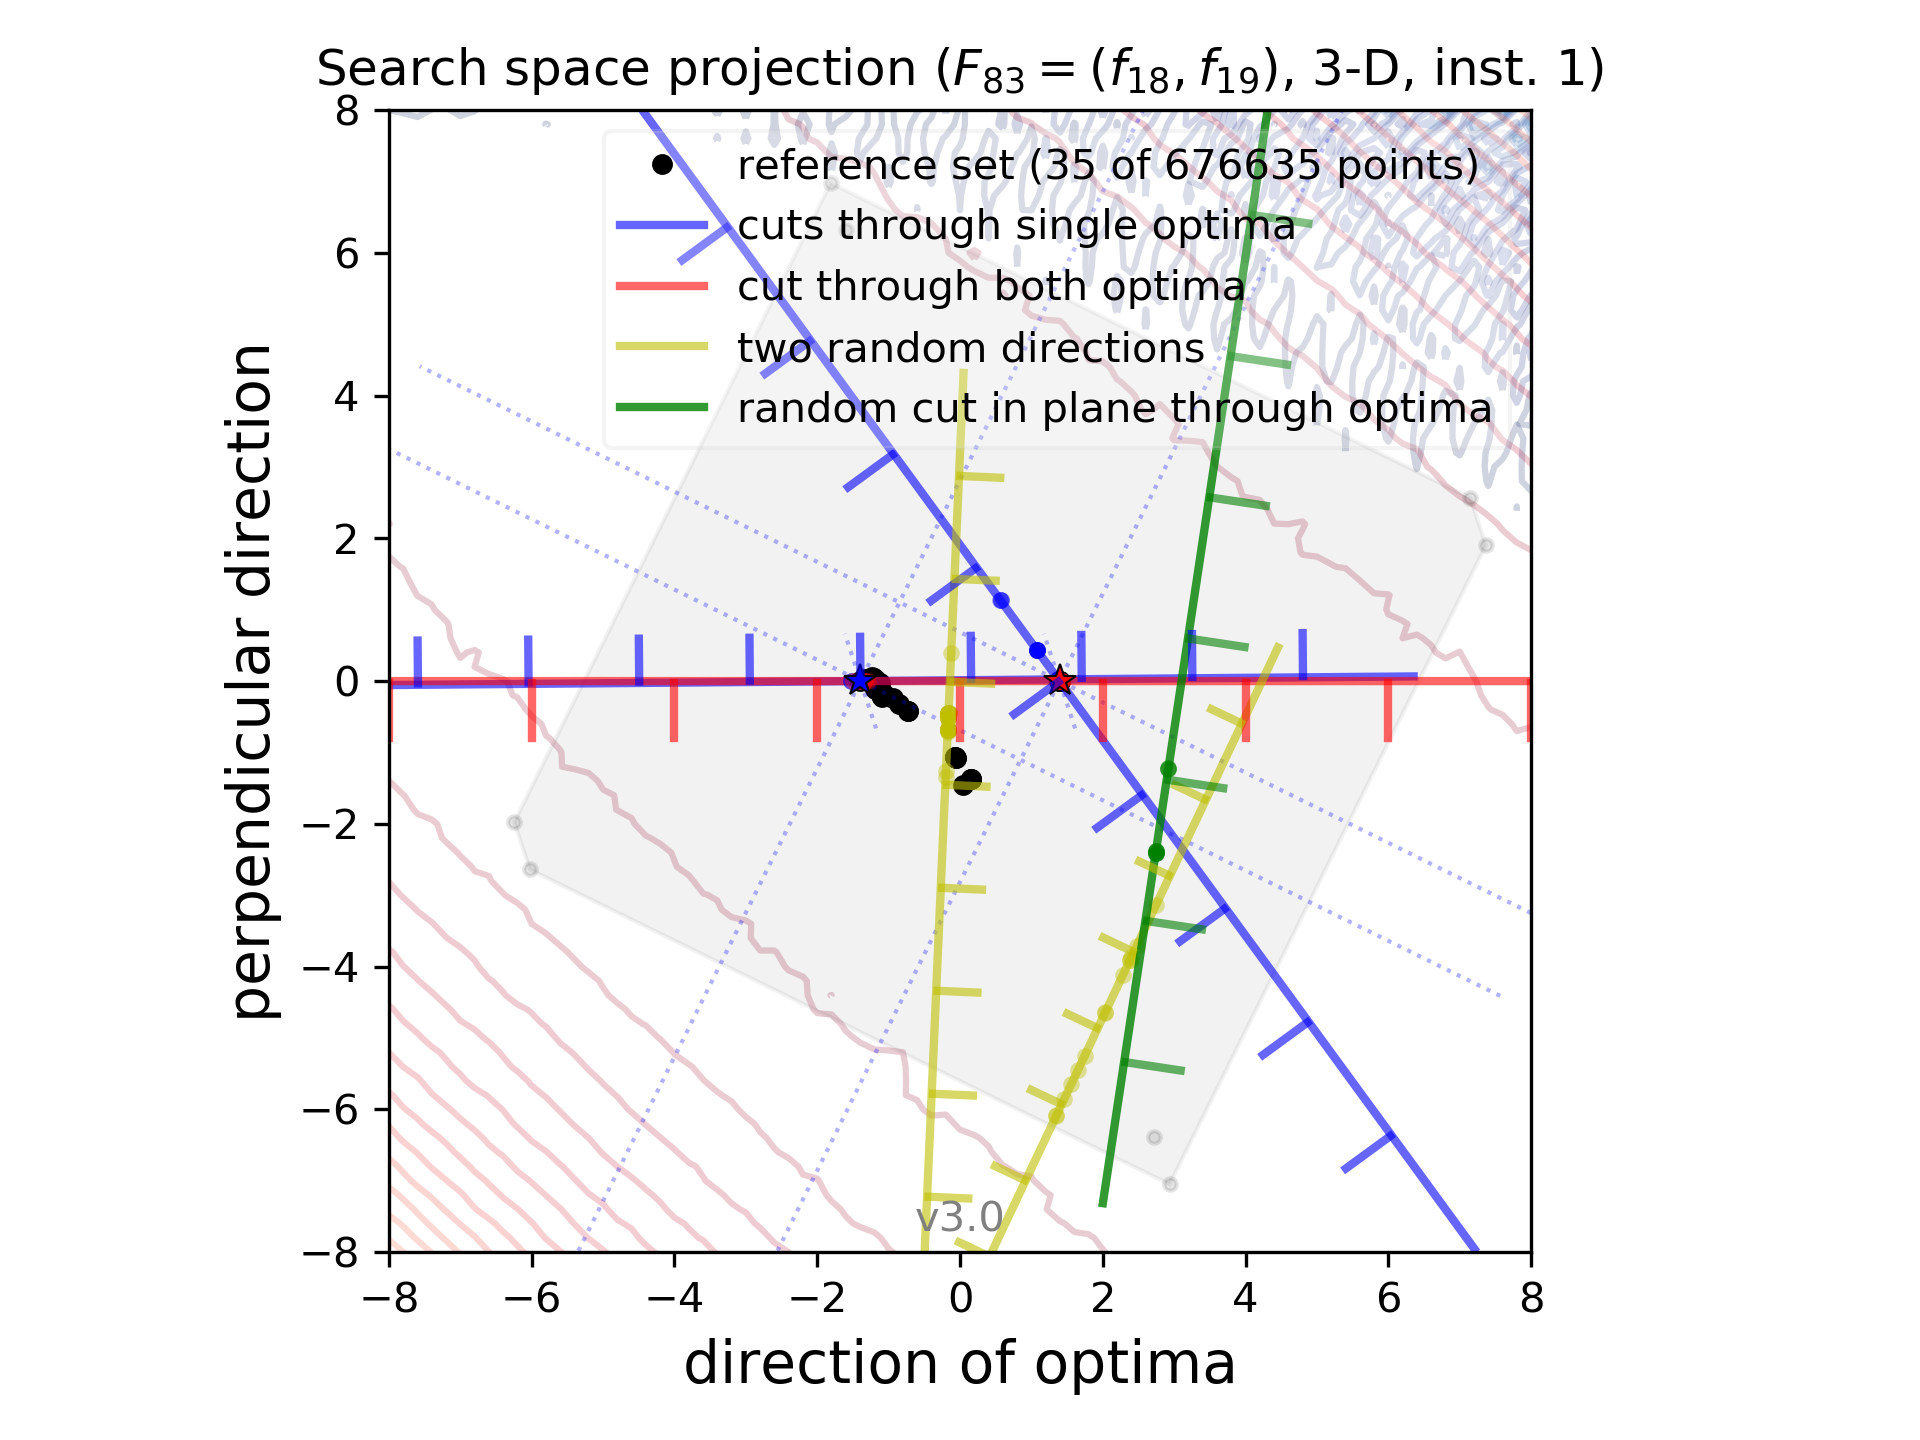 Search space projection (F83 = (f18, f19), 3-D, inst. 1)
reference set (35 of 676635 points)
cuts through single optima
cut through both optima
two random directions
random cut in plane through optima
8
6
4
2
0
−2
−4
−6
−8
perpendicular direction
v3.0
−8 −6 −4 −2 0 2 4 6 8
direction of optima